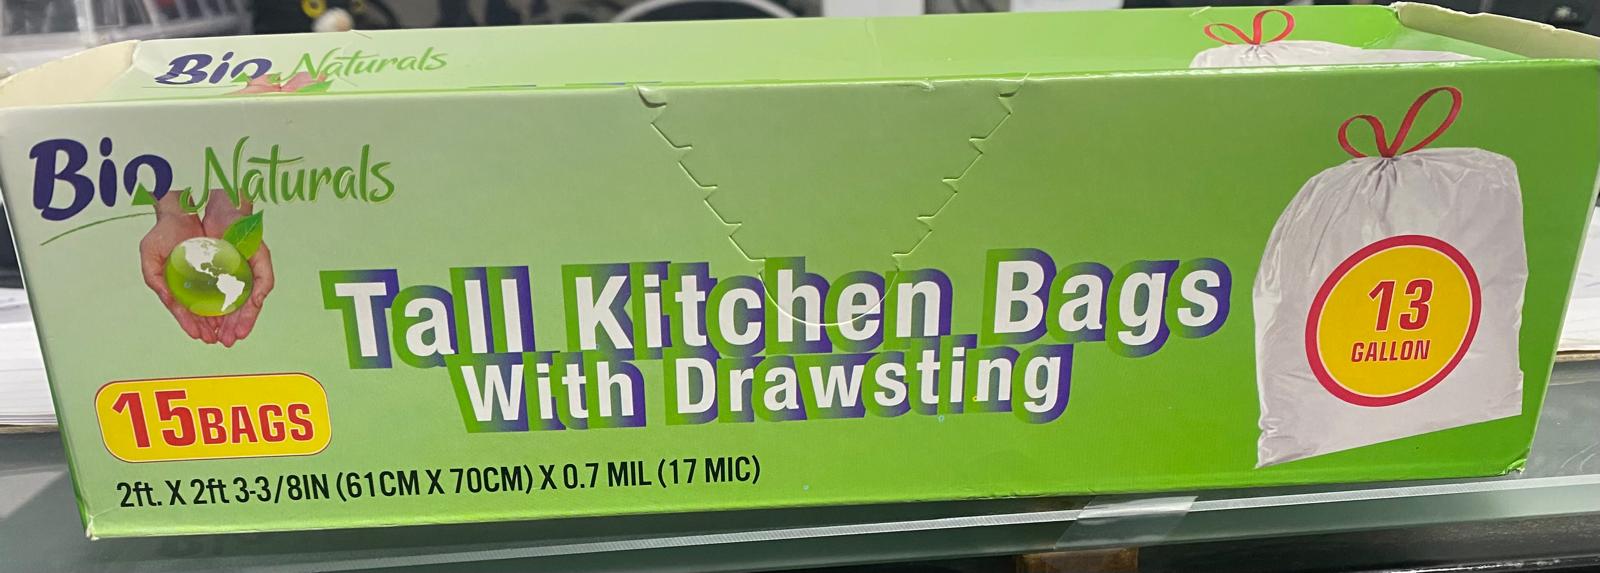 Bio Naturals
Bio Naturals
Tall Kitchen Bags
With Drawsting
13
GALLON
15BAGS
2ft. X 2ft 3-3/8IN (61CM X 70CM) X 0.7 MIL (17 MIC)